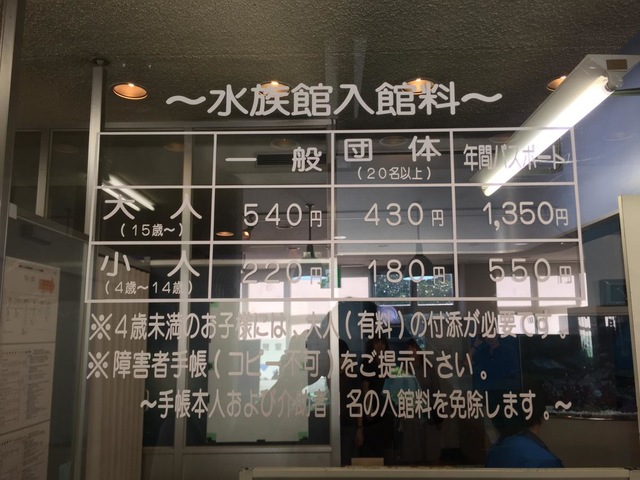 ～水族館入館料～
一般 団体 年間パスポート
(20名以上)
大人 540円 430円 1,350円
(15歳～)
小人 220円 180円 550円
(4歳～14歳)
※4歳未満のお子様には、大人(有料)の付添が必要です。
※障害者手帳(コピー不可)をご提示下さい。
～手帳本人および介助者 名の入館料を免除します。～